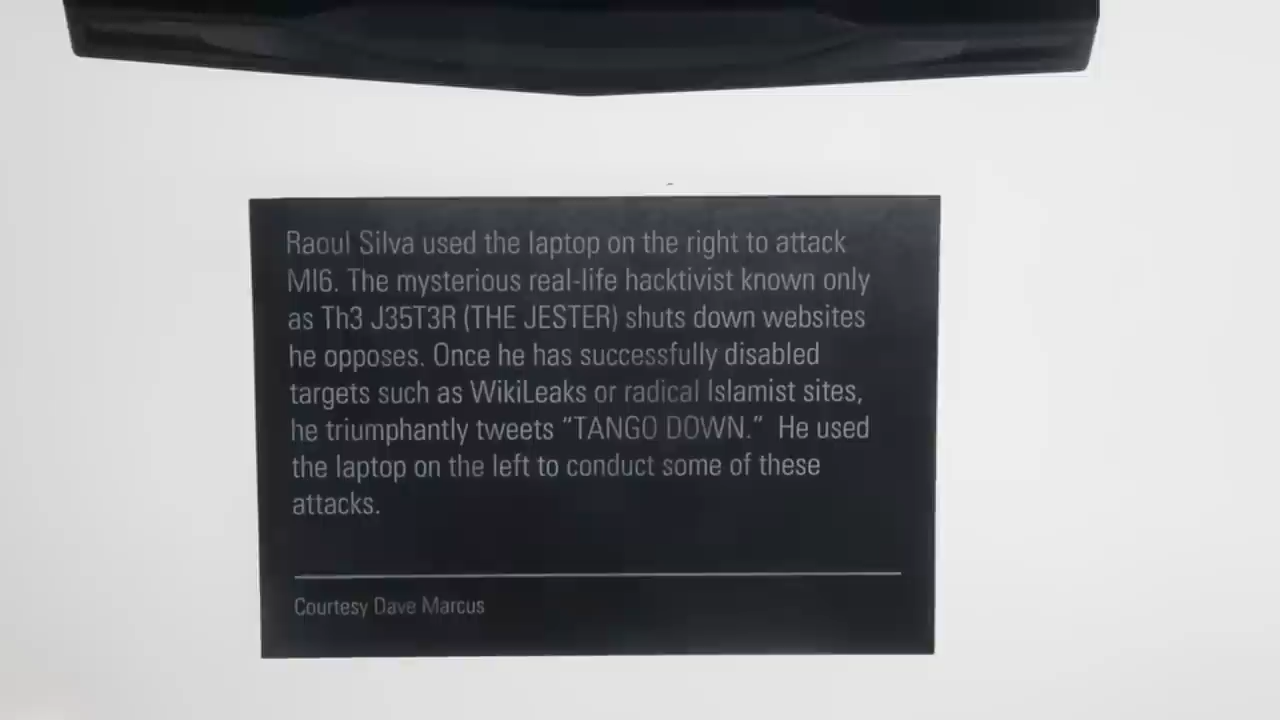 Raoul Silva used the laptop on the right to attack
MI6. The mysterious real-life hacktivist known only
as Th3 J35T3R (THE JESTER) shuts down websites
he opposes. Once he has successfully disabled
targets such as WikiLeaks or radical Islamist sites,
he triumphantly tweets “TANGO DOWN.”  He used
the laptop on the left to conduct some of these
attacks.
Courtesy Dave Marcus